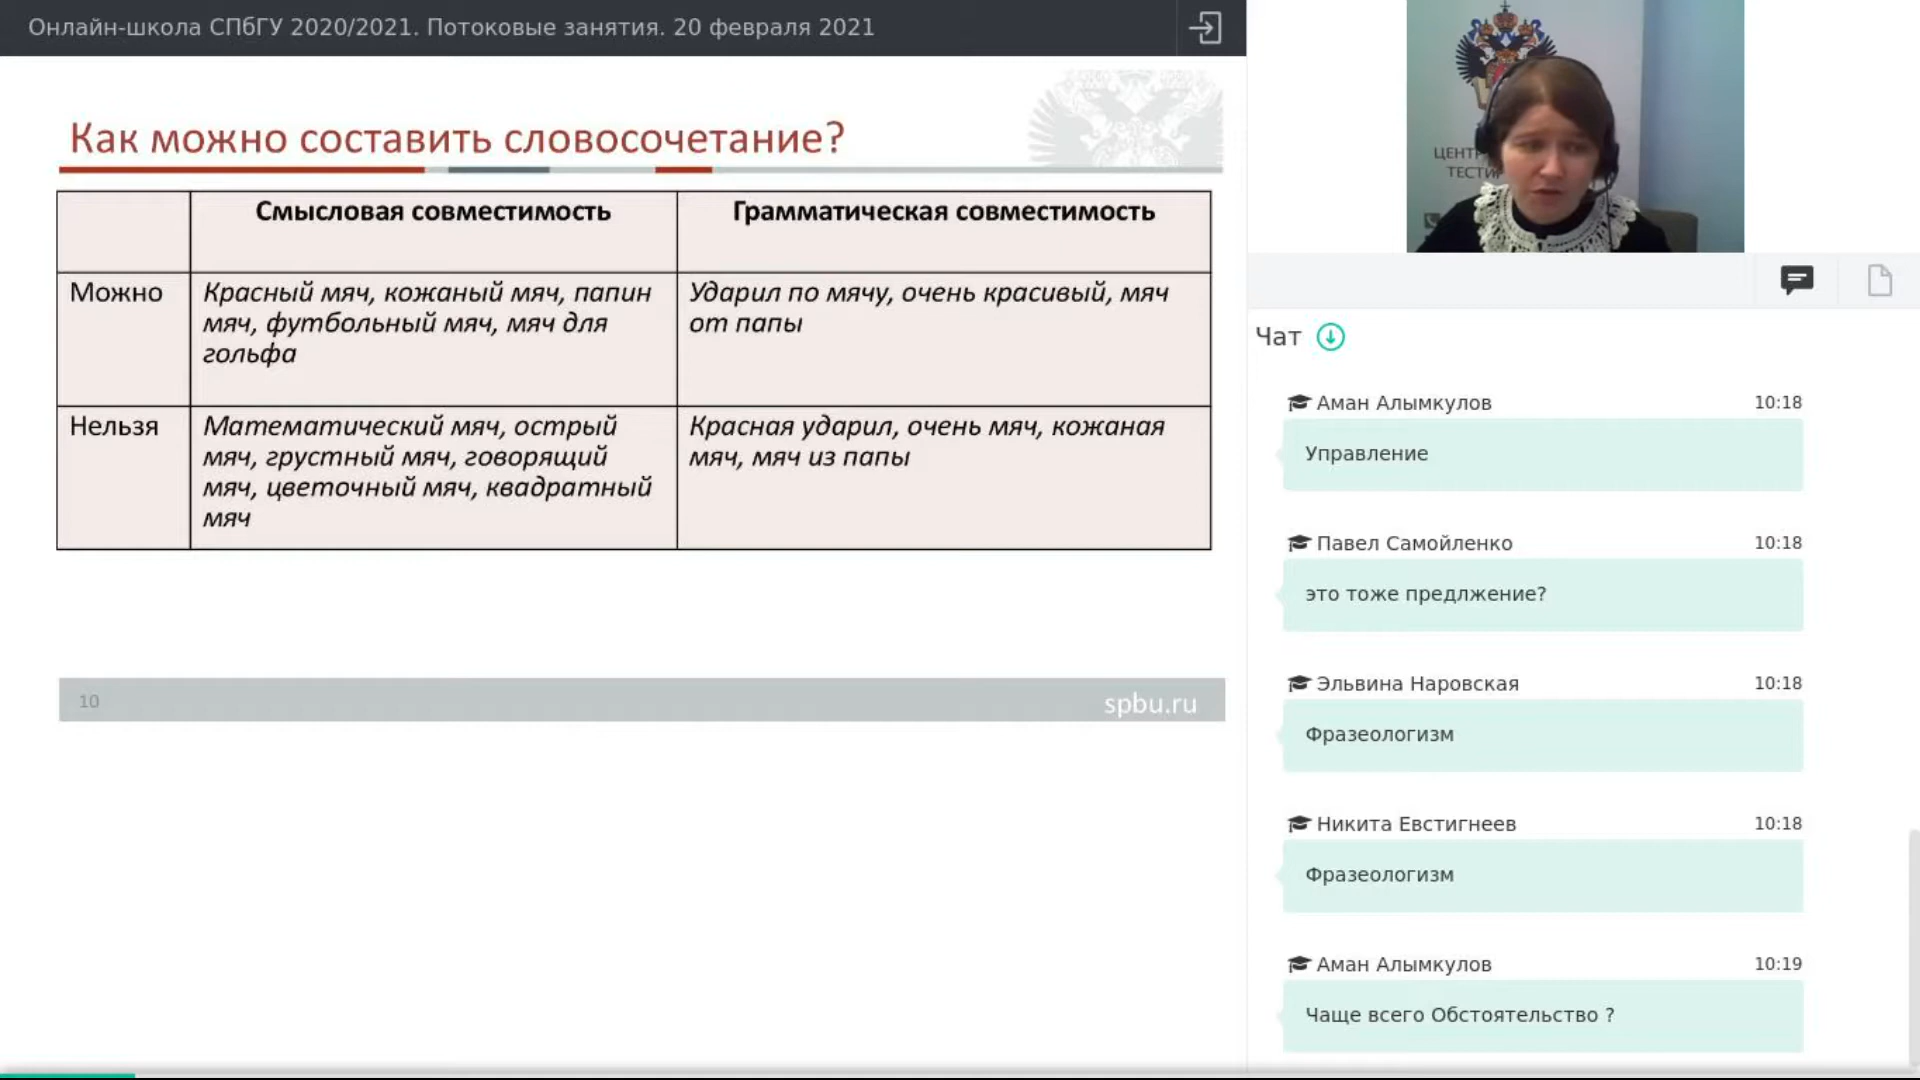 Онлайн-школа СПбГУ 2020/2021. Потоковые занятия. 20 февраля 2021
Как можно составить словосочетание?
Смысловая совместимость
Грамматическая совместимость
Можно
Красный мяч, кожаный мяч, папин
мяч, футбольный мяч, мяч для
гольфа
Ударил по мячу, очень красивый, мяч
от папы
Нельзя
Математический мяч, острый
мяч, грустный мяч, говорящий
мяч, цветочный мяч, квадратный
мяч
Красная ударил, очень мяч, кожаная
мяч, мяч из папы
10
spbu.ru
Чат
Аман Алымкулов 10:18
Управление
Павел Самойленко 10:18
это тоже предлжение?
Эльвина Наровская 10:18
Фразеологизм
Никита Евстигнеев 10:18
Фразеологизм
Аман Алымкулов 10:19
Чаще всего Обстоятельство ?